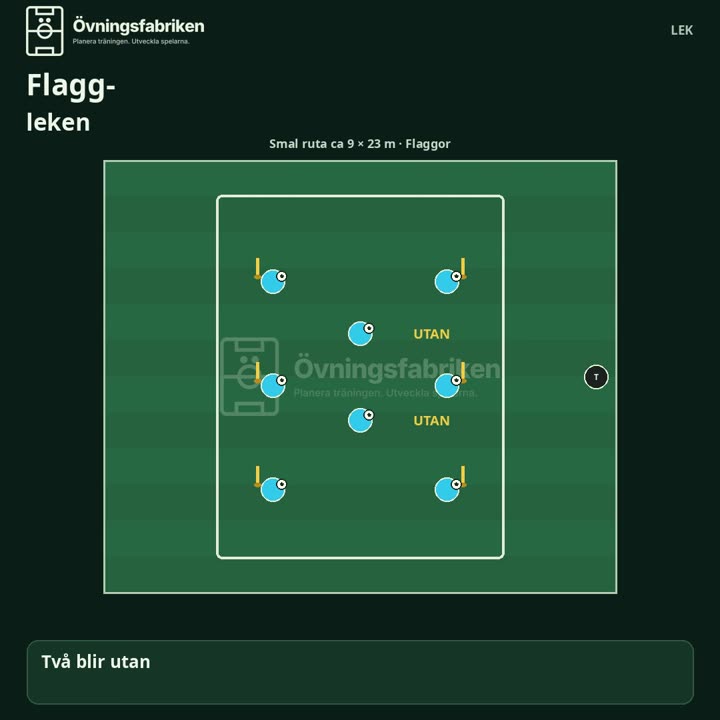 Övningsfabriken
Planera träningen. Utveckla spelarna.
LEK
Flagg-
leken
Smal ruta ca 9 × 23 m · Flaggor
UTAN
Övningsfabriken
Planera träningen. Utveckla spelarna.
T
UTAN
Två blir utan